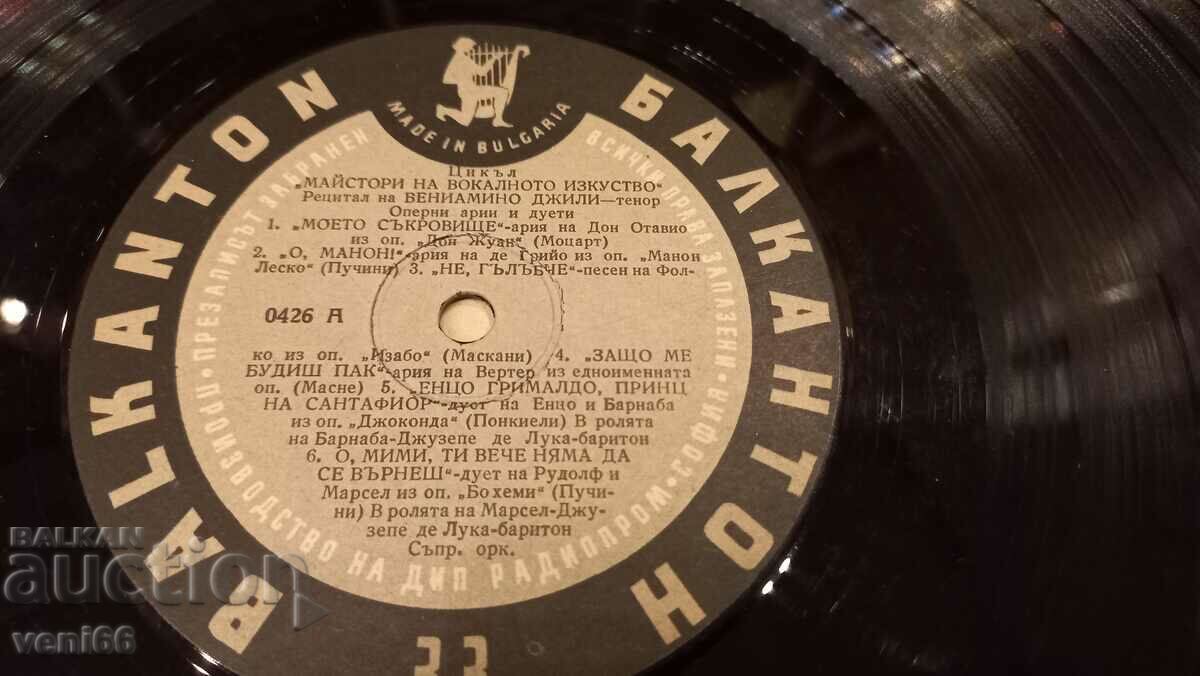 BALKANTON
БАЛКАНТОН
MADE IN BULGARIA
ПРОИЗВОДСТВО НА ДИП РАДИОПРОМ • СОФИЯ •
ВСИЧКИ ПРАВА ЗАПАЗЕНИ
ПРЕЗАПИСЪТ ЗАБРАНЕН
Цикъл
„МАЙСТОРИ НА ВОКАЛНОТО ИЗКУСТВО“
Рецитал на ВЕНИАМИНО ДЖИЛИ—тенор
Оперни арии и дуети
1. „МОЕТО СЪКРОВИЩЕ“-ария на Дон Отавио
из оп. „Дон Жуан“ (Моцарт)
2. „О, МАНОН!“-ария на де Грийо из оп. „Манон
Леско“ (Пучини) 3. „НЕ, ГЪЛЪБЧЕ“-песен на Фол-
0426 А
ко из оп. „Изабо“ (Маскани) 4. „ЗАЩО МЕ
БУДИШ ПАК“-ария на Вертер из едноименната
оп. (Масне) 5. „ЕНЦО ГРИМАЛДО, ПРИНЦ
НА САНТАФИОР“-дует на Енцо и Барнаба
из оп. „Джоконда“ (Понкиели) В ролята
на Барнаба-Джузепе де Лука-баритон
6. О, МИМИ, ТИ ВЕЧЕ НЯМА ДА
СЕ ВЪРНЕШ“-дует на Рудолф и
Марсел из оп. „Бохеми“ (Пучи-
ни) В ролята на Марсел-Джу-
зепе де Лука-баритон
Съпр. орк.
33
BALKAN
auction
veni66